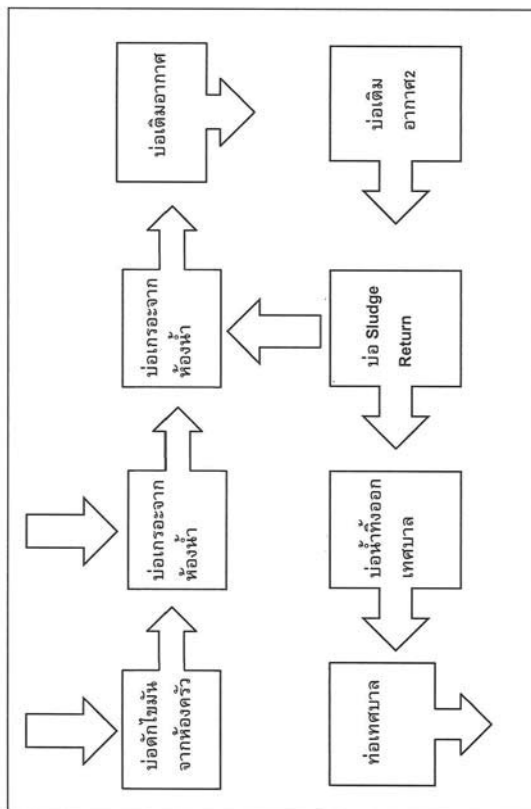 บ่อดักไขมัน
จากห้องครัว
บ่อเกรอะจาก
ห้องน้ำ
บ่อเกรอะจาก
ห้องน้ำ
บ่อเติมอากาศ
บ่อเติม
อากาศ2
บ่อ Sludge
Return
บ่อน้ำทิ้งออก
เทศบาล
ท่อเทศบาล